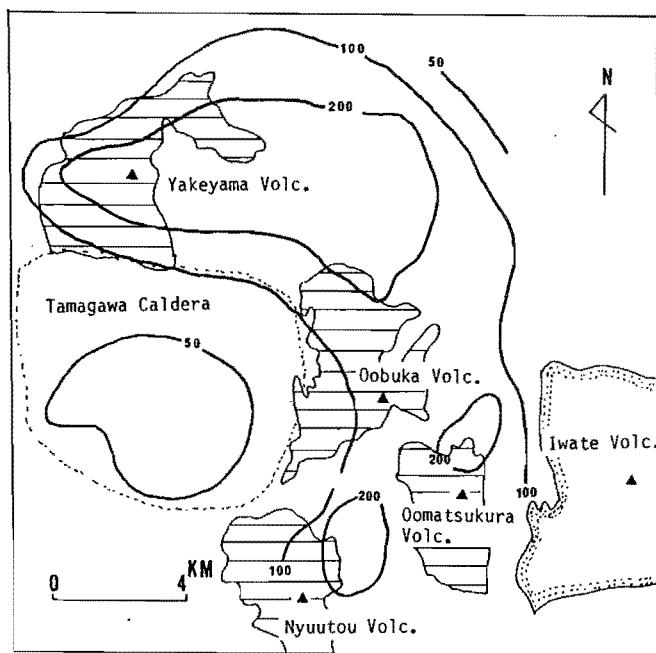 100
50
N
200
Yakeyama Volc.
Tamagawa Caldera
50
Oobuka Volc.
Iwate Volc.
200
100
Oomatsukura
Volc.
200
KM
0 4
100
Nyuutou Volc.